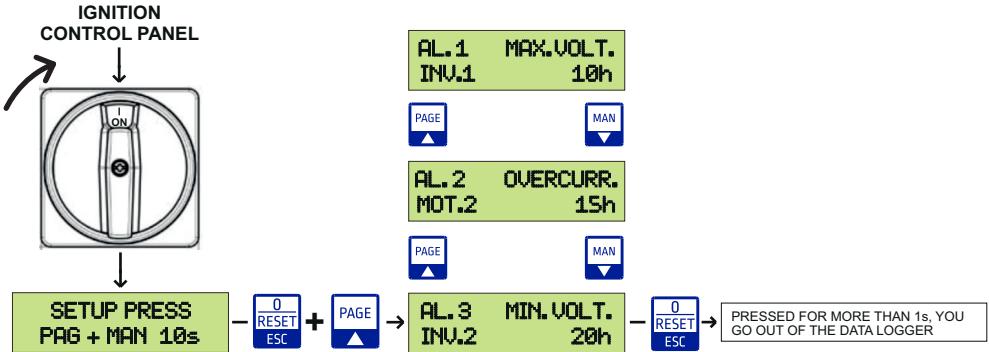 IGNITION
CONTROL PANEL
I
ON
SETUP PRESS
PAG + MAN 10s
0
RESET
ESC
+
PAGE
AL.1 MAX.VOLT.
INV.1 10h
PAGE
MAN
AL.2 OVERCURR.
MOT.2 15h
PAGE
MAN
AL.3 MIN.VOLT.
INV.2 20h
0
RESET
ESC
PRESSED FOR MORE THAN 1s, YOU
GO OUT OF THE DATA LOGGER